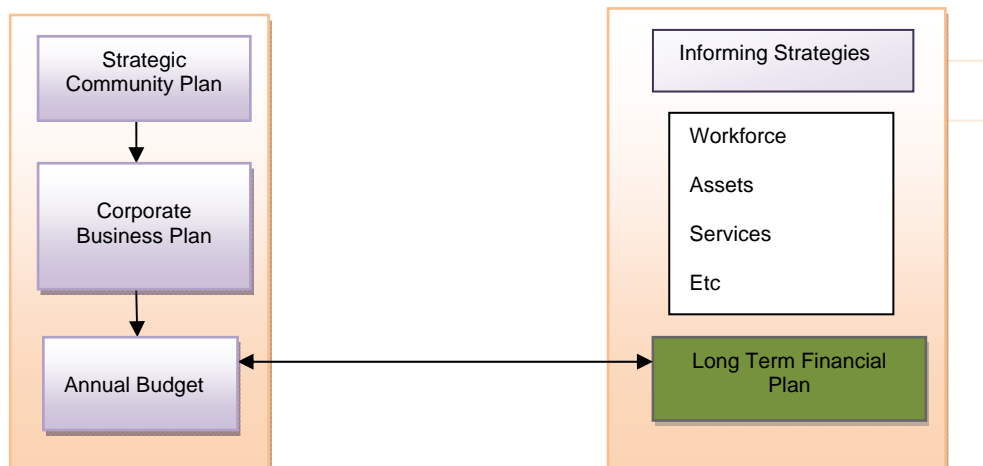 Strategic
Community Plan
Corporate
Business Plan
Annual Budget
Informing Strategies
Workforce
Assets
Services
Etc
Long Term Financial
Plan